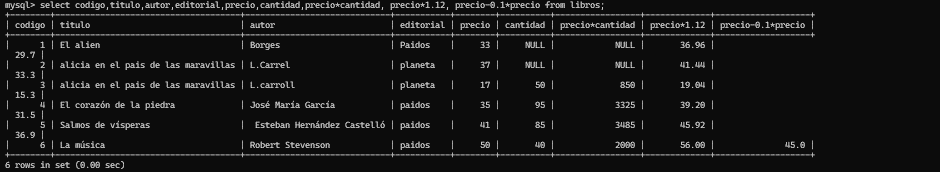 mysql> select codigo,titulo,autor,editorial,precio,cantidad,precio*cantidad, precio*1.12, precio-0.1*precio from libros;
+--------+-----------------------------------+----------------------------+-----------+--------+----------+-----------------+-------------+-------------------+
| codigo | titulo | autor | editorial | precio | cantidad | precio*cantidad | precio*1.12 | precio-0.1*precio |
+--------+-----------------------------------+----------------------------+-----------+--------+----------+-----------------+-------------+-------------------+
| 1 | El alien | Borges | Paidos | 33 | NULL | NULL | 36.96 |
29.7 |
| 2 | alicia en el pais de las maravillas | L.Carrel | planeta | 37 | NULL | NULL | 41.44 |
33.3 |
| 3 | alicia en el pais de las maravillas | L.carroll | planeta | 17 | 50 | 850 | 19.04 |
15.3 |
| 4 | El corazón de la piedra | José María García | paidos | 35 | 95 | 3325 | 39.20 |
31.5 |
| 5 | Salmos de vísperas | Esteban Hernández Castelló | paidos | 41 | 85 | 3485 | 45.92 |
36.9 |
| 6 | La música | Robert Stevenson | paidos | 50 | 40 | 2000 | 56.00 | 45.0 |
+--------+-----------------------------------+----------------------------+-----------+--------+----------+-----------------+-------------+-------------------+
6 rows in set (0.00 sec)